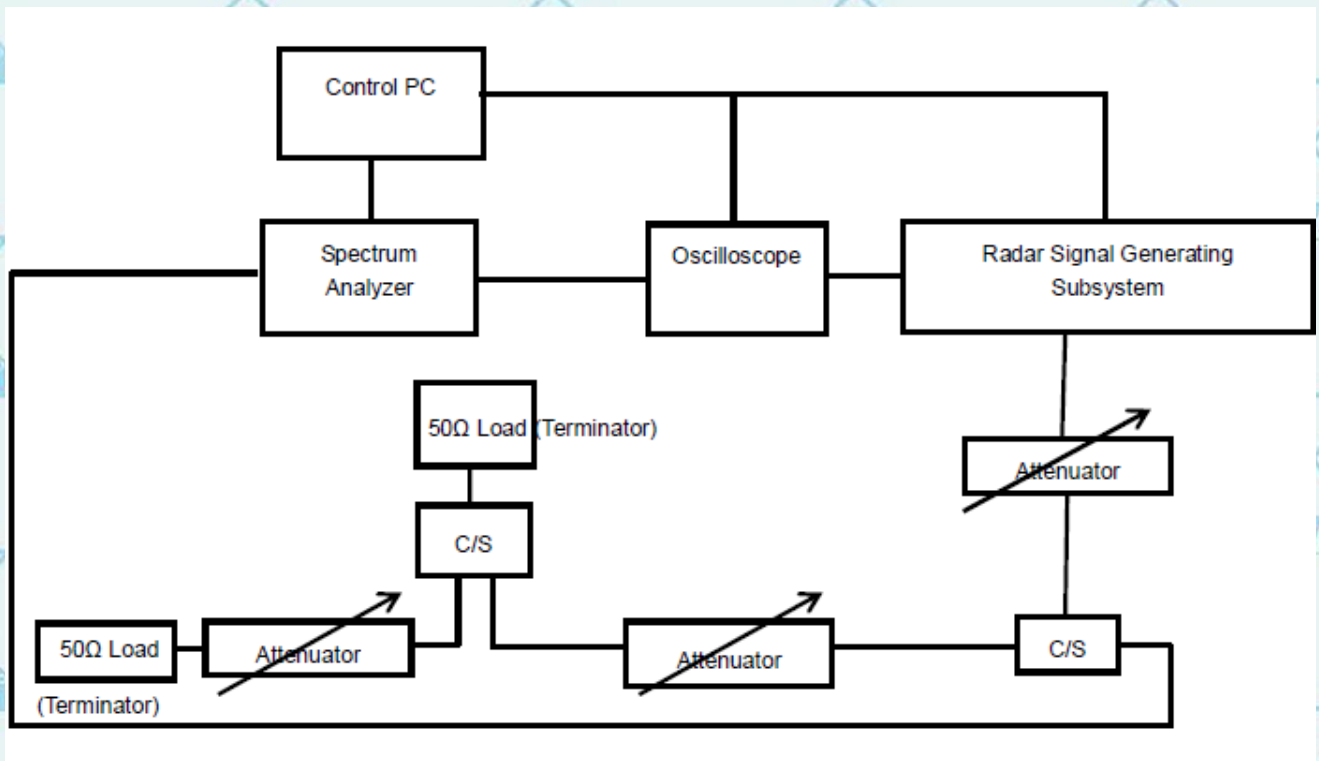 Control PC
Spectrum
Analyzer
Oscilloscope
Radar Signal Generating
Subsystem
50Ω Load (Terminator)
Attenuator
C/S
50Ω Load
(Terminator)
Attenuator
Attenuator
C/S